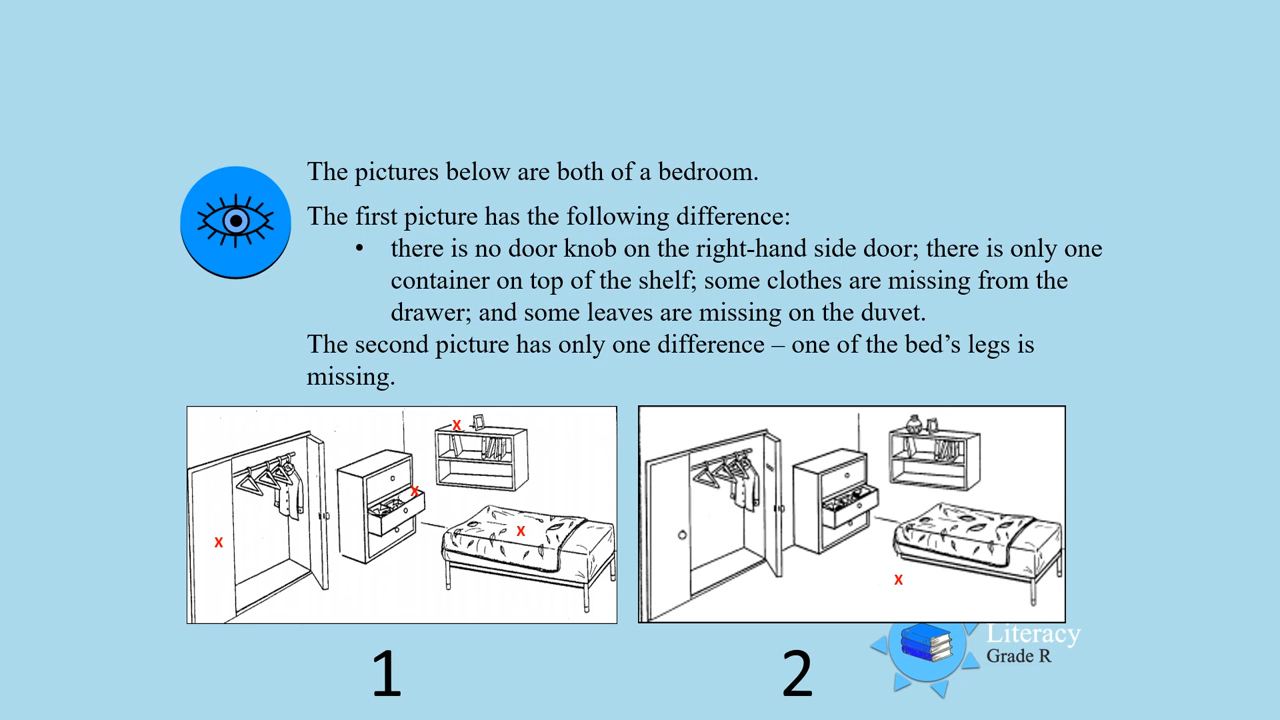 The pictures below are both of a bedroom.
The first picture has the following difference:
• there is no door knob on the right-hand side door; there is only one
container on top of the shelf; some clothes are missing from the
drawer; and some leaves are missing on the duvet.
The second picture has only one difference – one of the bed’s legs is
missing.
X
X
X
X
X
1
2
Literacy
Grade R